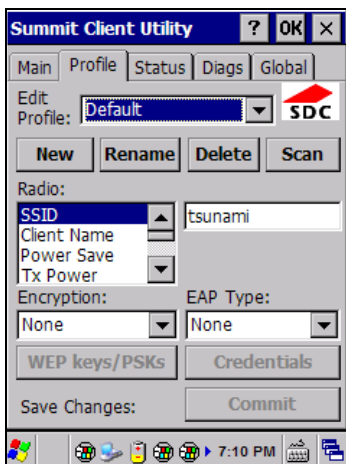 Summit Client Utility ? OK ×
Main Profile Status Diags Global
Edit Profile: Default SDC
New Rename Delete Scan
Radio:
SSID tsunami
Client Name
Power Save
Tx Power
Encryption: EAP Type:
None None
WEP keys/PSKs Credentials
Save Changes: Commit
7:10 PM